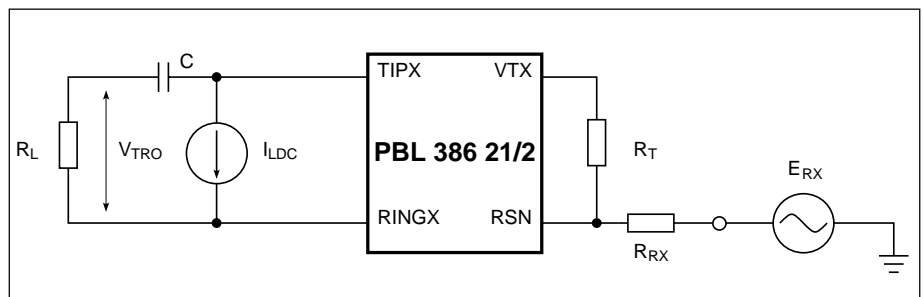 C
TIPX VTX
R_L V_TRO I_LDC PBL 386 21/2 R_T
E_RX
RINGX RSN
R_RX